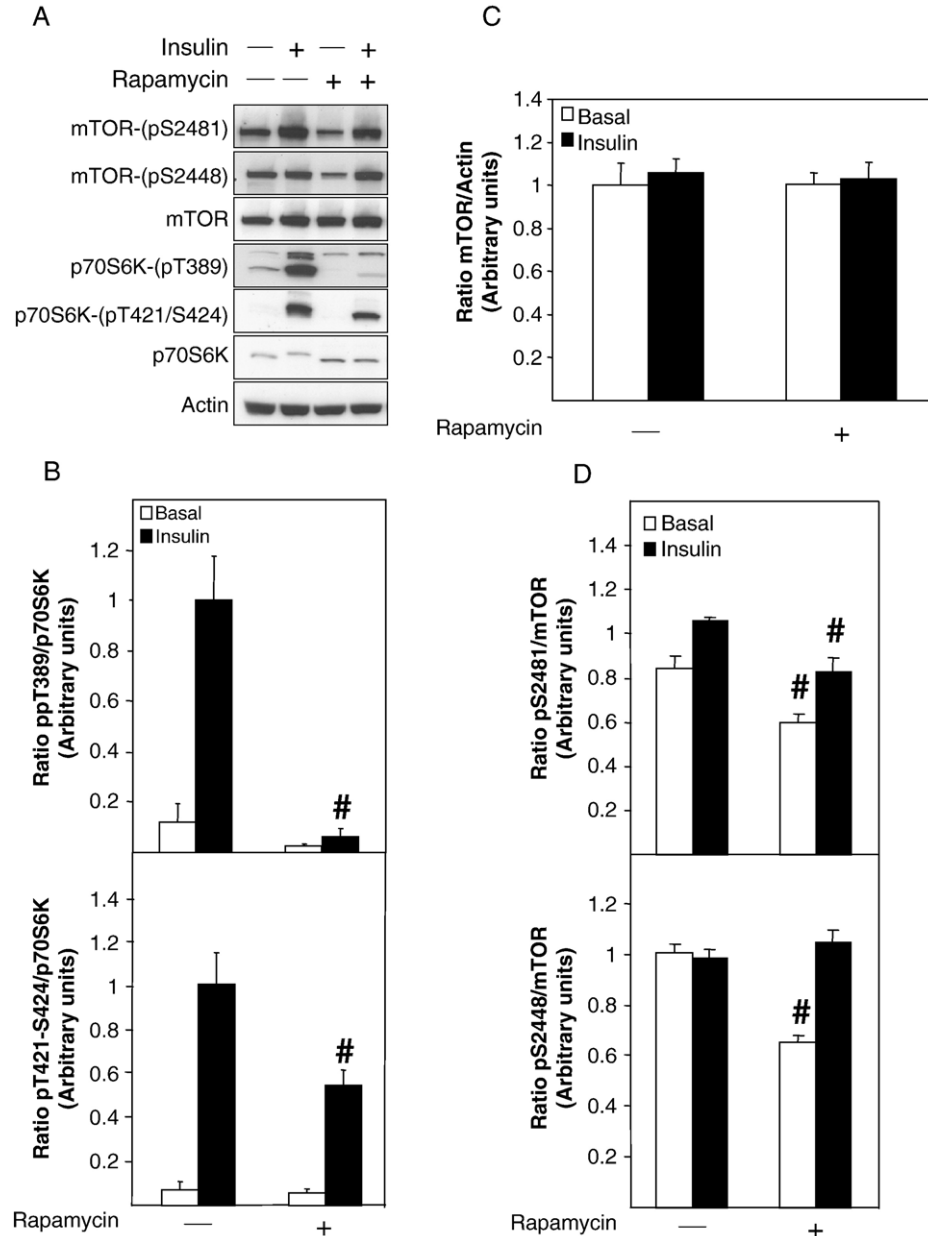 A
Insulin — + — +
Rapamycin — — + +
mTOR-(pS2481)
mTOR-(pS2448)
mTOR
p70S6K-(pT389)
p70S6K-(pT421/S424)
p70S6K
Actin
C
Ratio mTOR/Actin
(Arbitrary units)
1.4
1.2
1
0.8
0.6
0.4
0.2
Basal
Insulin
Rapamycin — +
B
Ratio ppT389/p70S6K
(Arbitrary units)
Basal
Insulin
1.2
1
0.8
0.6
0.4
0.2
#
Ratio pT421-S424/p70S6K
(Arbitrary units)
1.4
1.2
1
0.8
0.6
0.4
0.2
#
Rapamycin — +
D
Ratio pS2481/mTOR
(Arbitrary units)
Basal
Insulin
1.4
1.2
1
0.8
0.6
0.4
0.2
# #
Ratio pS2448/mTOR
(Arbitrary units)
1.4
1.2
1
0.8
0.6
0.4
0.2
#
Rapamycin — +